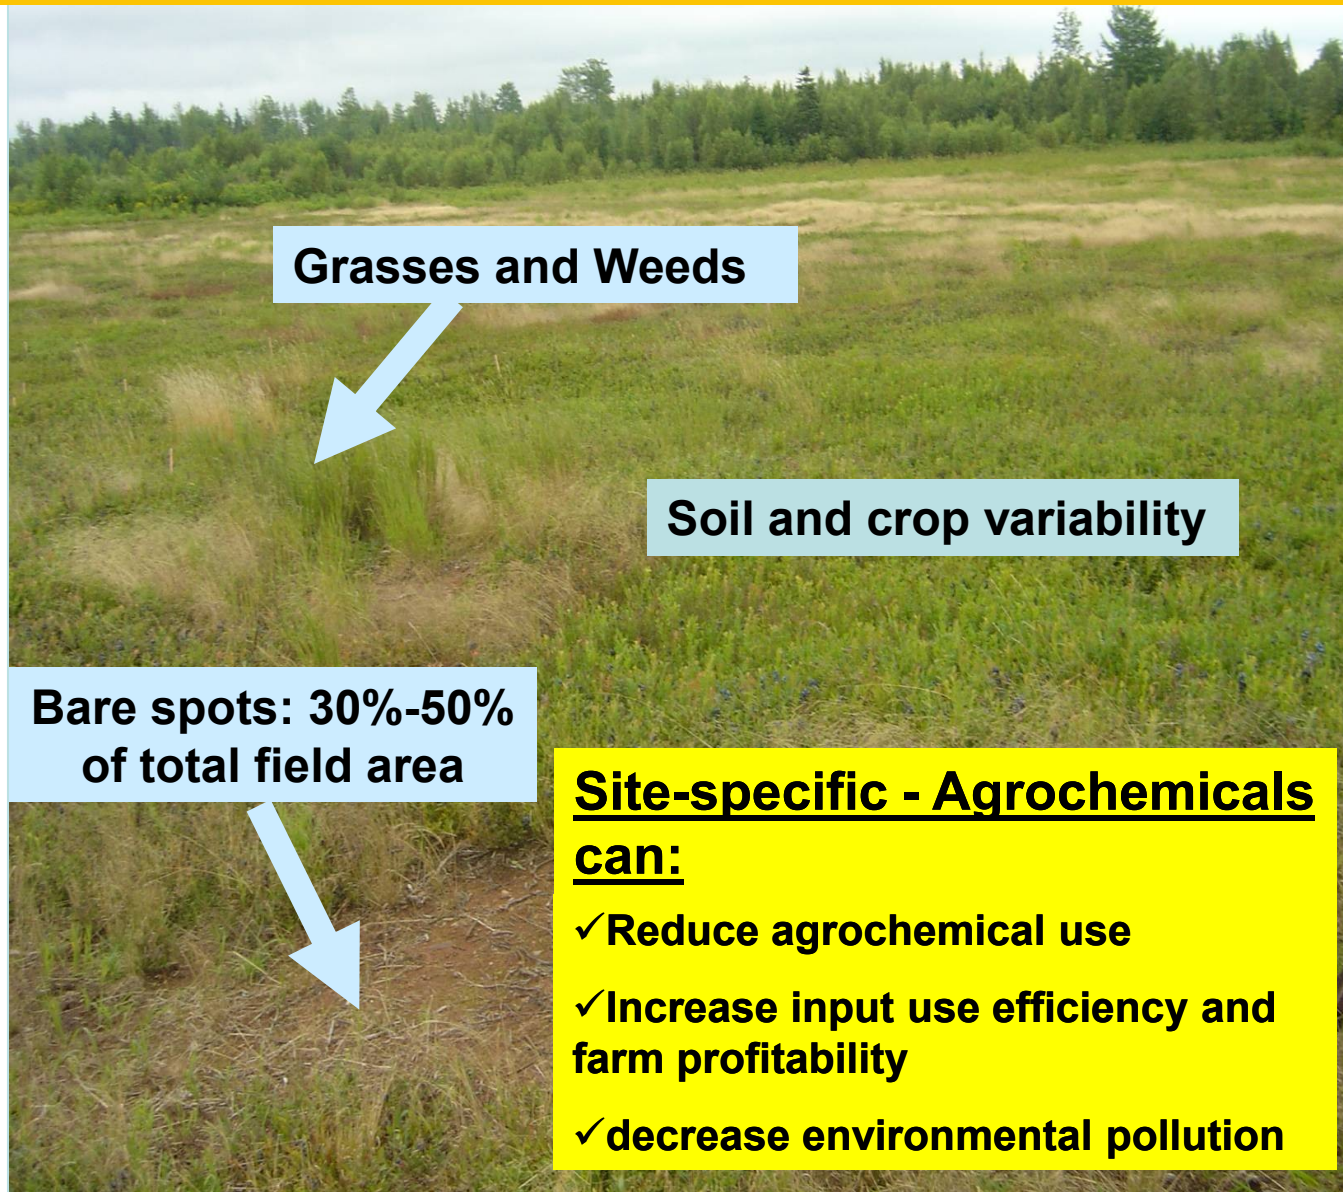 Grasses and Weeds
Soil and crop variability
Bare spots: 30%-50%
of total field area
Site-specific - Agrochemicals
can:
✓Reduce agrochemical use
✓Increase input use efficiency and
farm profitability
✓decrease environmental pollution